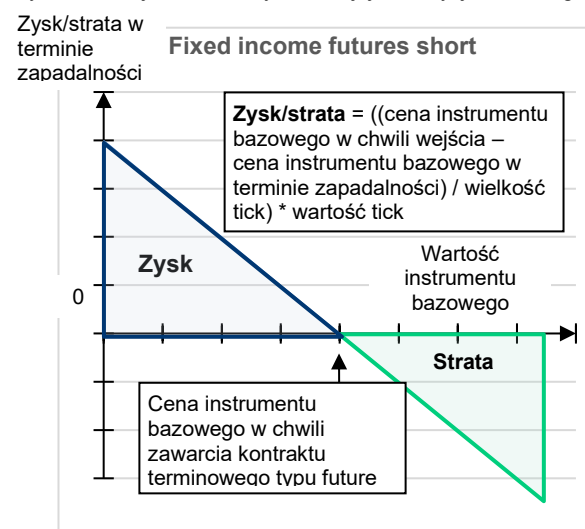 Zysk/strata w
terminie
zapadalności
Fixed income futures short
Zysk/strata = ((cena instrumentu
bazowego w chwili wejścia –
cena instrumentu bazowego w
terminie zapadalności) / wielkość
tick) * wartość tick
Zysk
Wartość
instrumentu
bazowego
0
Strata
Cena instrumentu
bazowego w chwili
zawarcia kontraktu
terminowego typu future